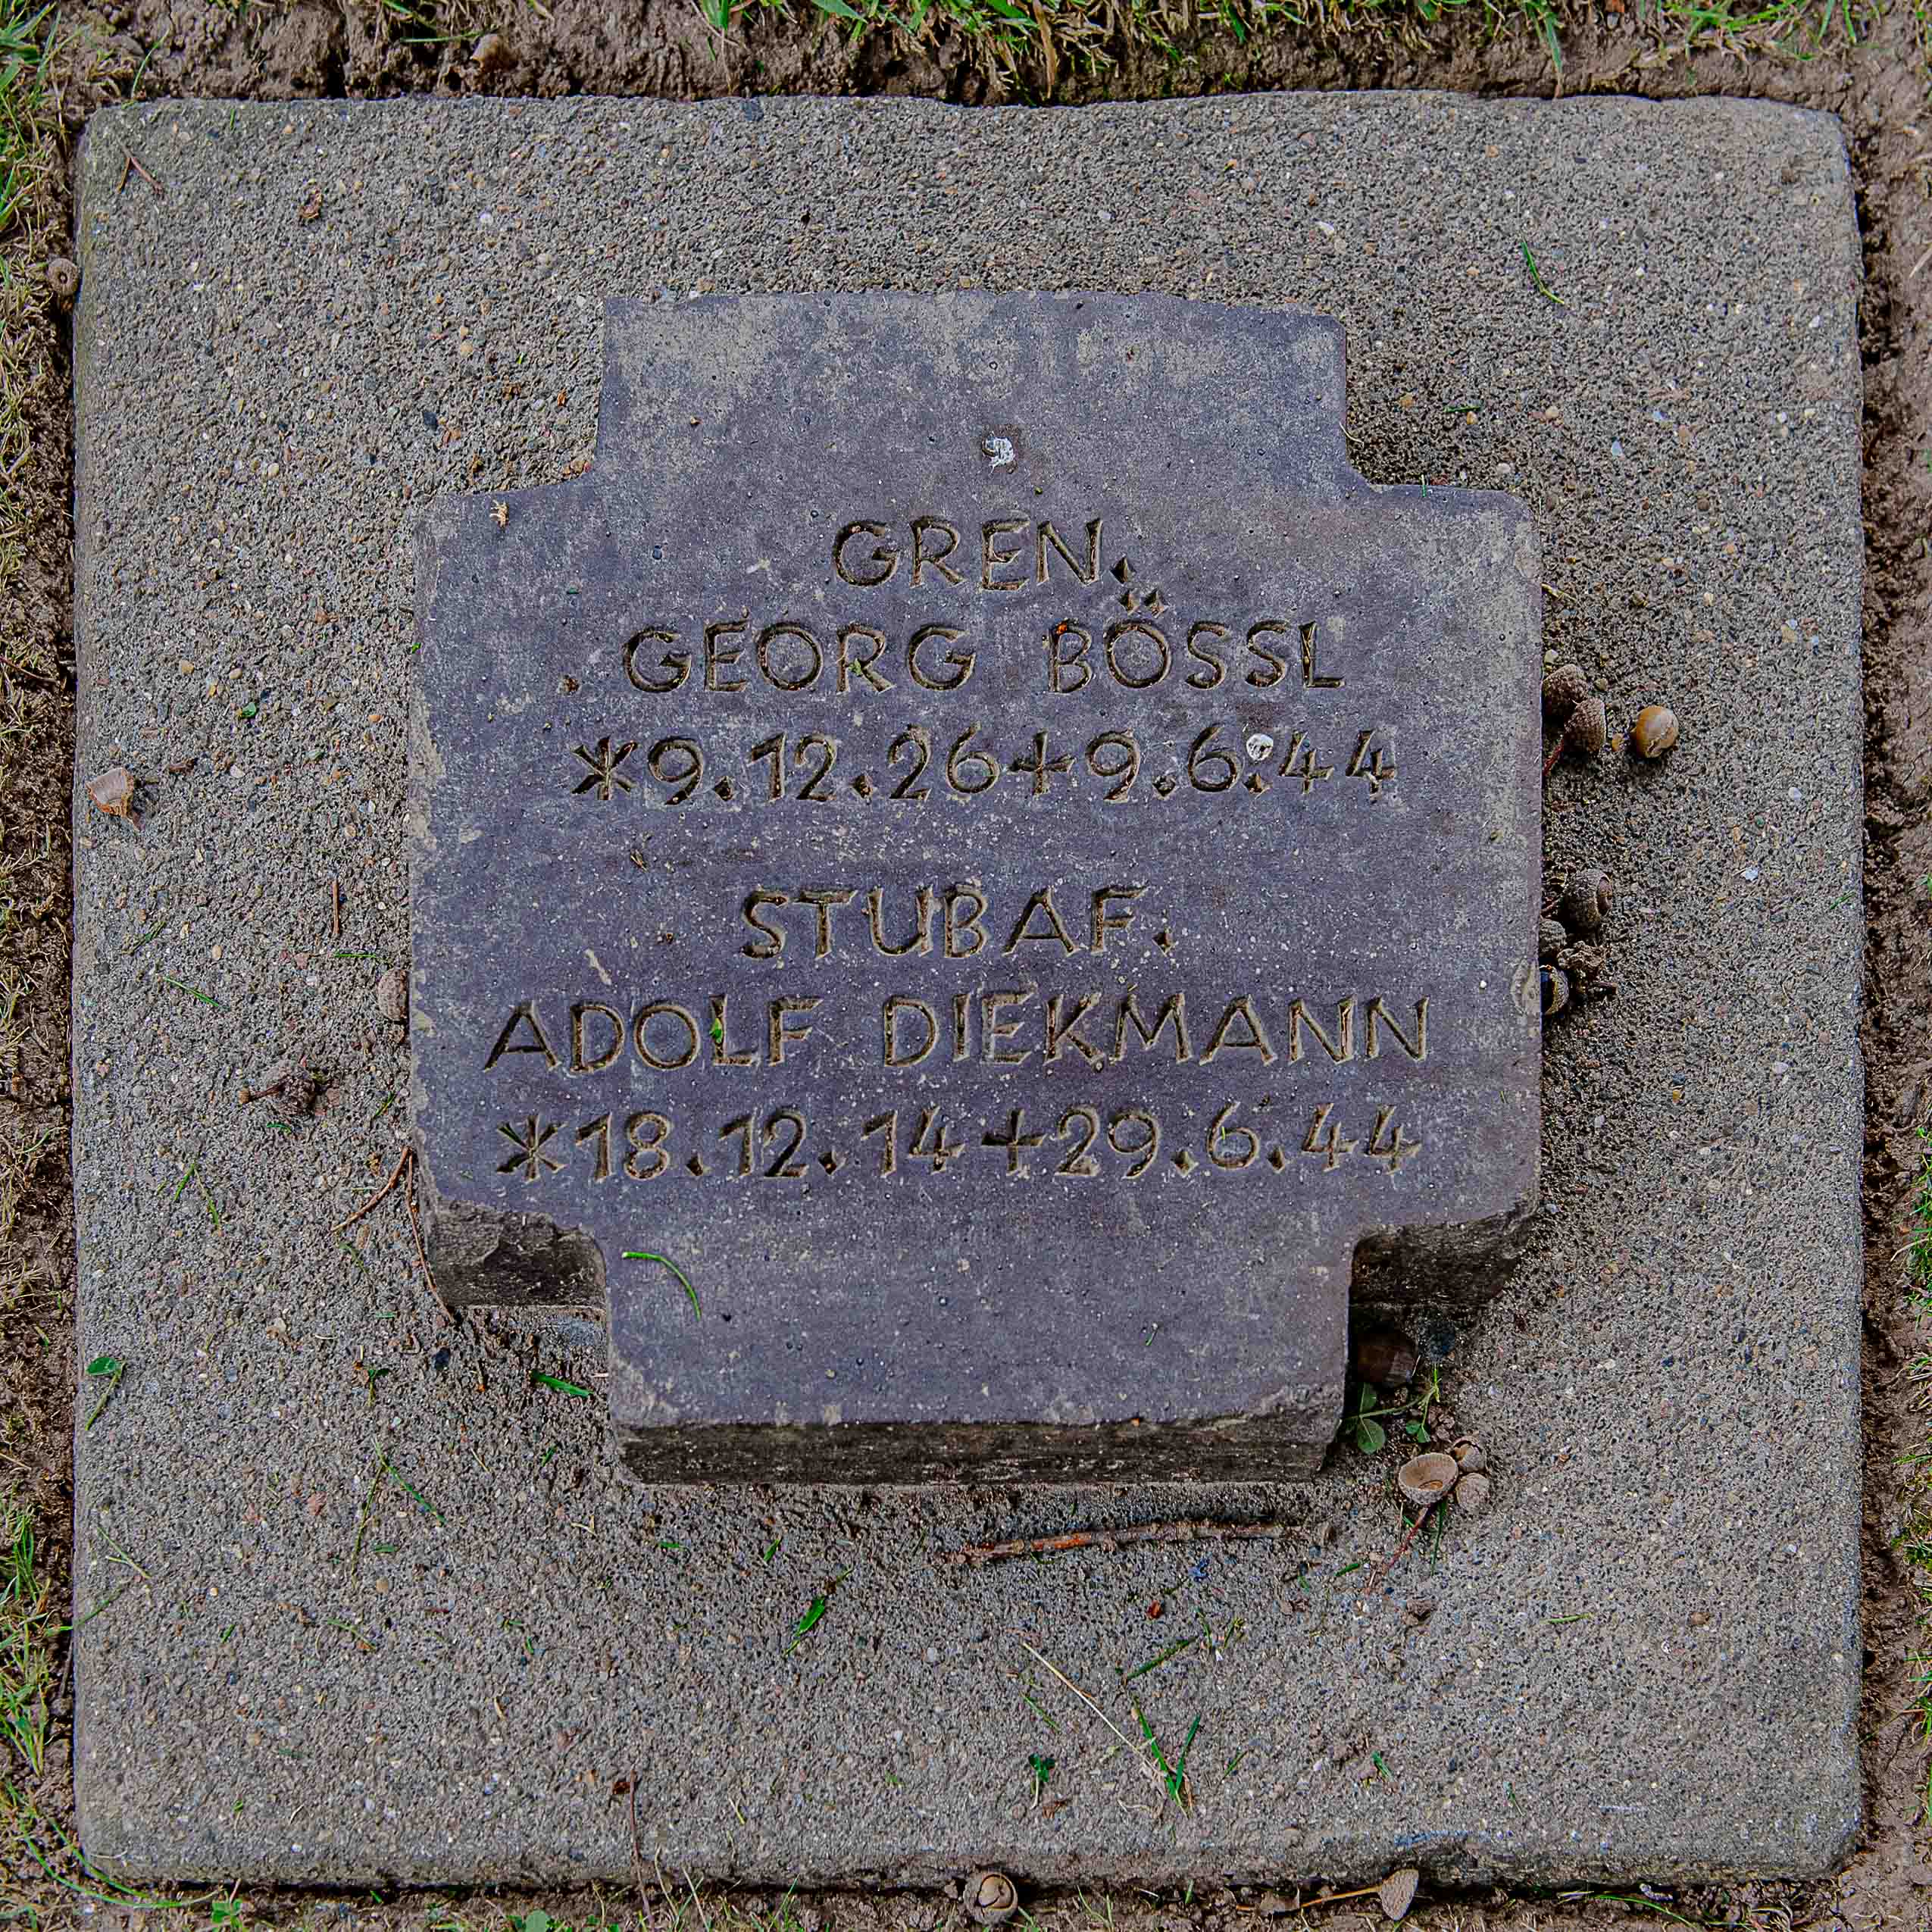 GREN.
GEORG BÖSSL
*9.12.26+9.6.44
STUBAF.
ADOLF DIEKMANN
*18.12.14+29.6.44